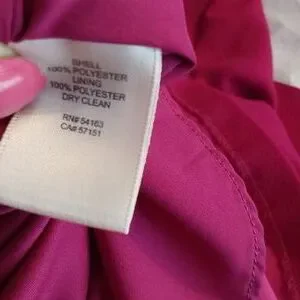 SHELL
100% POLYESTER
LINING
100% POLYESTER
DRY CLEAN
RN# 54163
CA# 57151